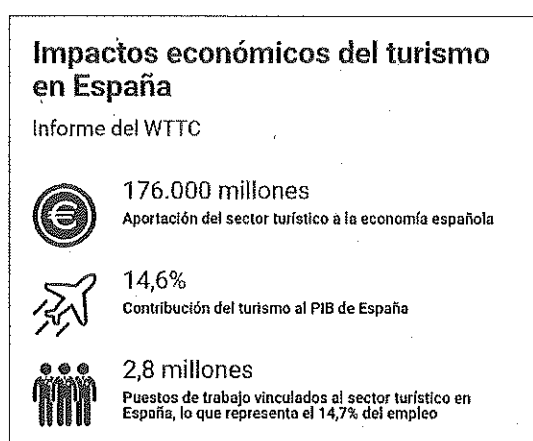 Impactos económicos del turismo
en España
Informe del WTTC
€
176.000 millones
Aportación del sector turístico a la economía española
14,6%
Contribución del turismo al PIB de España
2,8 millones
Puestos de trabajo vinculados al sector turístico en
España, lo que representa el 14,7% del empleo